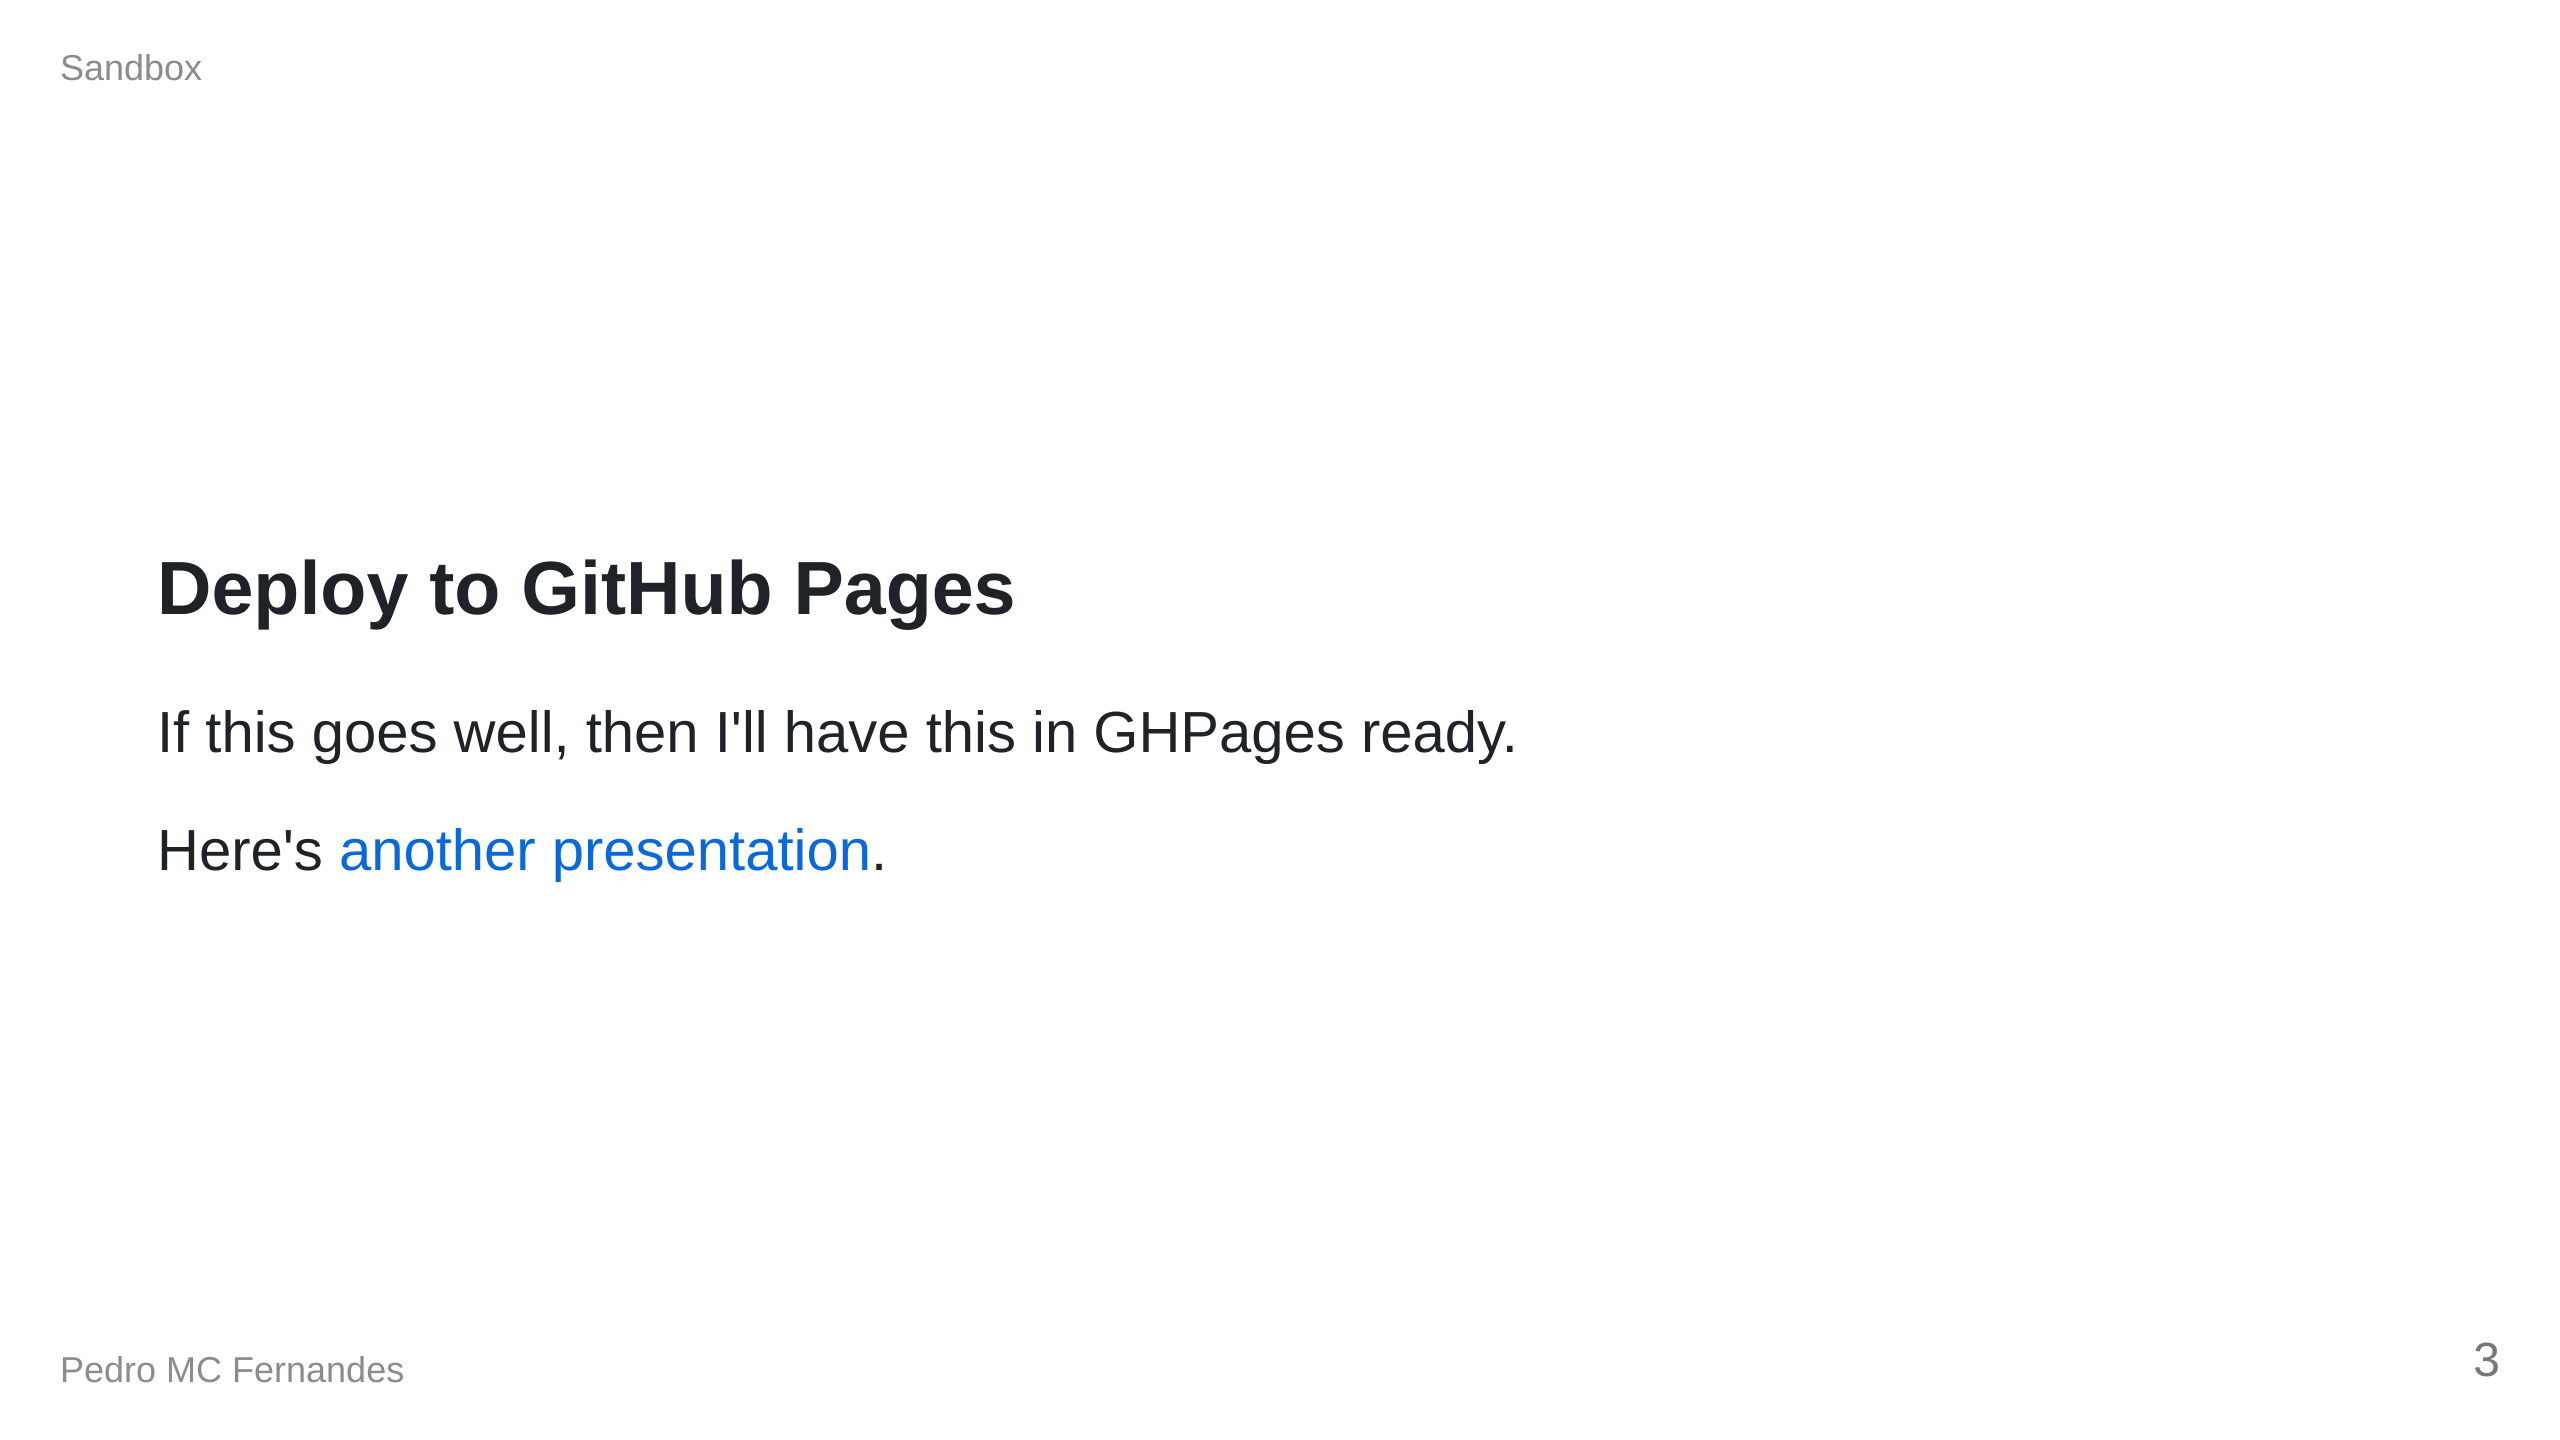 Sandbox
Deploy to GitHub Pages
If this goes well, then I'll have this in GHPages ready.
Here's another presentation.
Pedro MC Fernandes
3